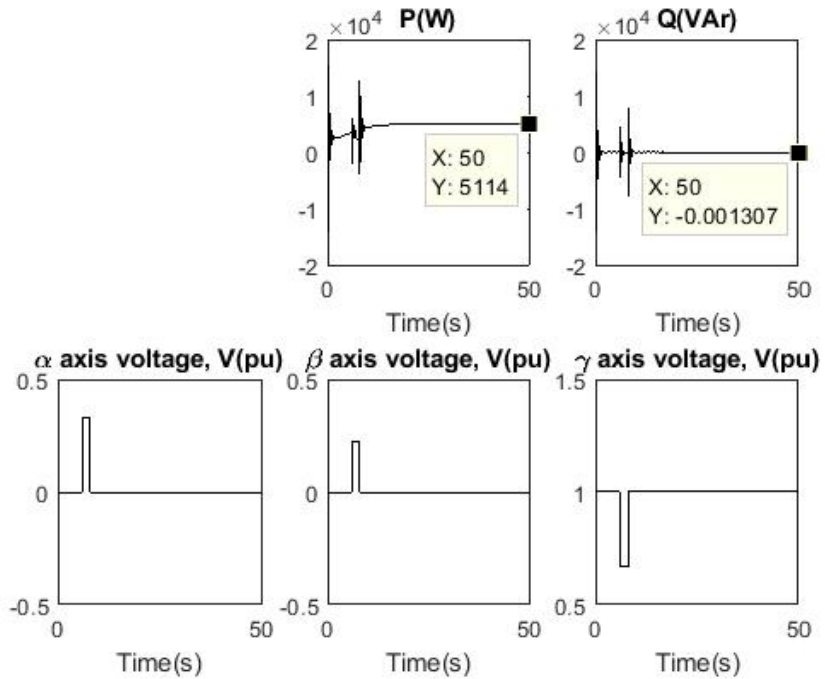 ×10⁴ P(W)
2
1
0
-1
-2
X: 50
Y: 5114
0
50
Time(s)
×10⁴ Q(VAr)
2
1
0
-1
-2
X: 50
Y: -0.001307
0
50
Time(s)
α axis voltage, V(pu)
0.5
0
-0.5
0
50
Time(s)
β axis voltage, V(pu)
0.5
0
-0.5
0
50
Time(s)
γ axis voltage, V(pu)
1.5
1
0.5
0
50
Time(s)